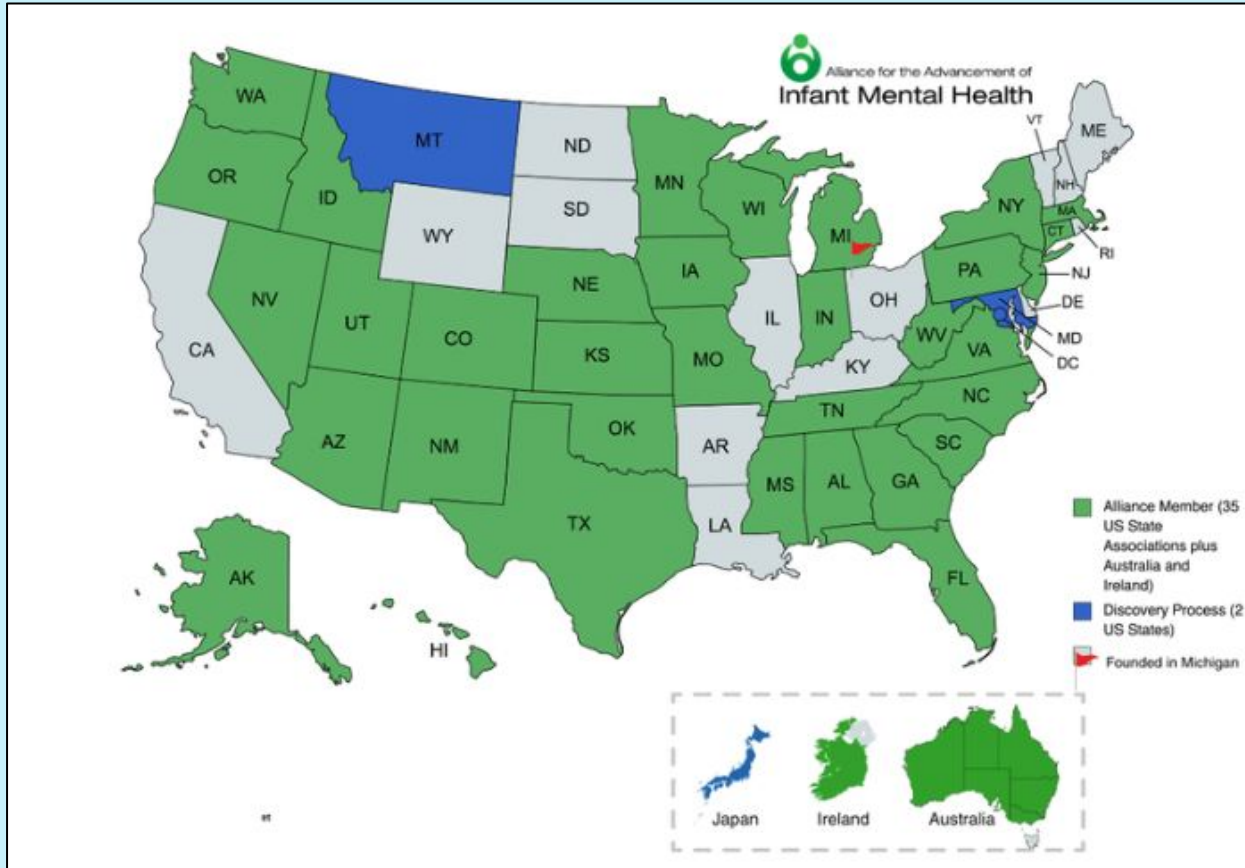 Alliance for the Advancement of
Infant Mental Health
WA
MT
ND
MN
VT
ME
OR
ID
SD
WI
NY
NH
WY
MI
MA
CT
RI
NE
IA
PA
NJ
NV
IL
IN
OH
DE
UT
CO
WV
MD
CA
KS
MO
VA
DC
KY
NC
TN
AZ
NM
OK
AR
SC
MS
AL
GA
TX
LA
FL
AK
HI
Alliance Member (35
US State
Associations plus
Australia and
Ireland)
Discovery Process (2
US States)
Founded in Michigan
Japan
Ireland
Australia